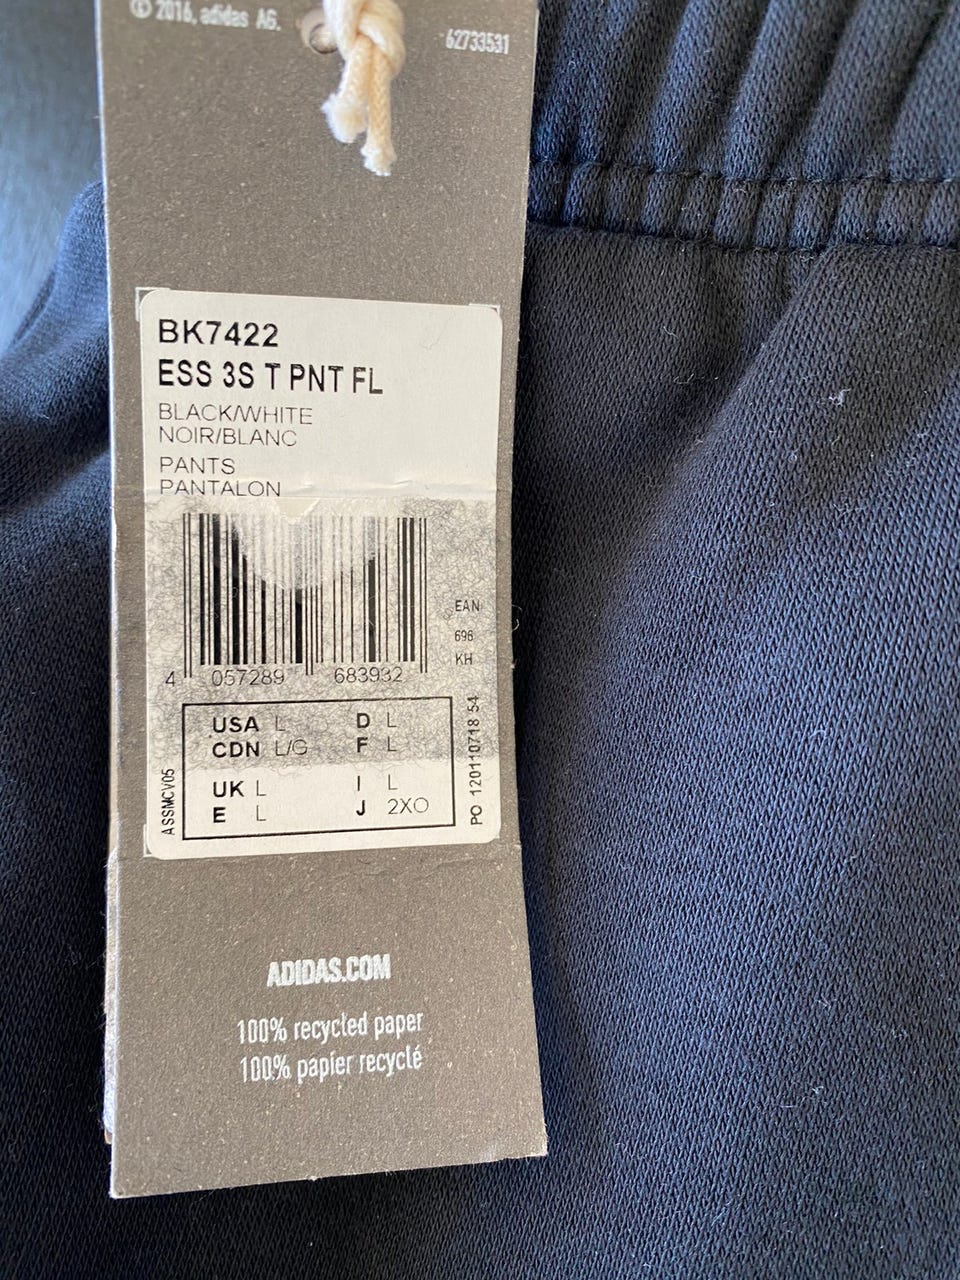 © 2016, adidas AG.
62733531
BK7422
ESS 3S T PNT FL
BLACK/WHITE
NOIR/BLANC
PANTS
PANTALON
EAN
696
KH
4 057289 683932
USA L D L
CDN L/G F L
UK L I L
E L J 2XO
ASSMCV05
PO 120110718 54
ADIDAS.COM
100% recycled paper
100% papier recyclé